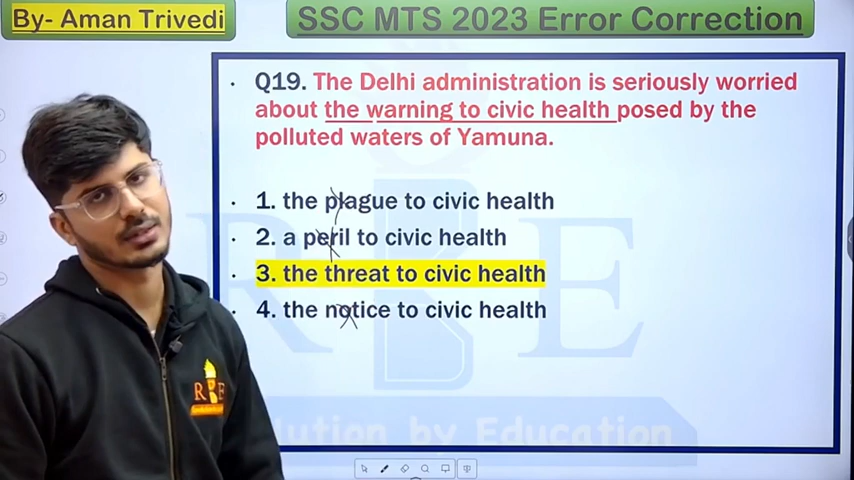 By- Aman Trivedi
SSC MTS 2023 Error Correction
Q19. The Delhi administration is seriously worried
about the warning to civic health posed by the
polluted waters of Yamuna.
1. the plague to civic health
2. a peril to civic health
3. the threat to civic health
4. the notice to civic health
R B E
R B E
lution by Education